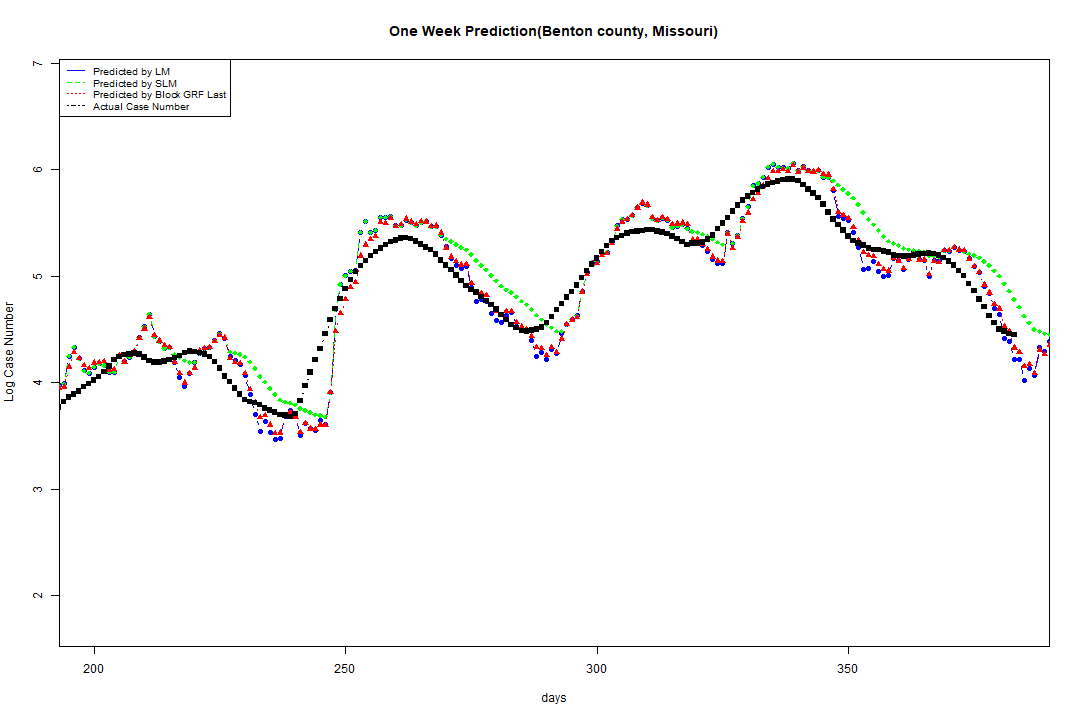 One Week Prediction(Benton county, Missouri)
Predicted by LM
Predicted by SLM
Predicted by Block GRF Last
Actual Case Number
7
6
5
4
3
2
Log Case Number
200 250 300 350
days